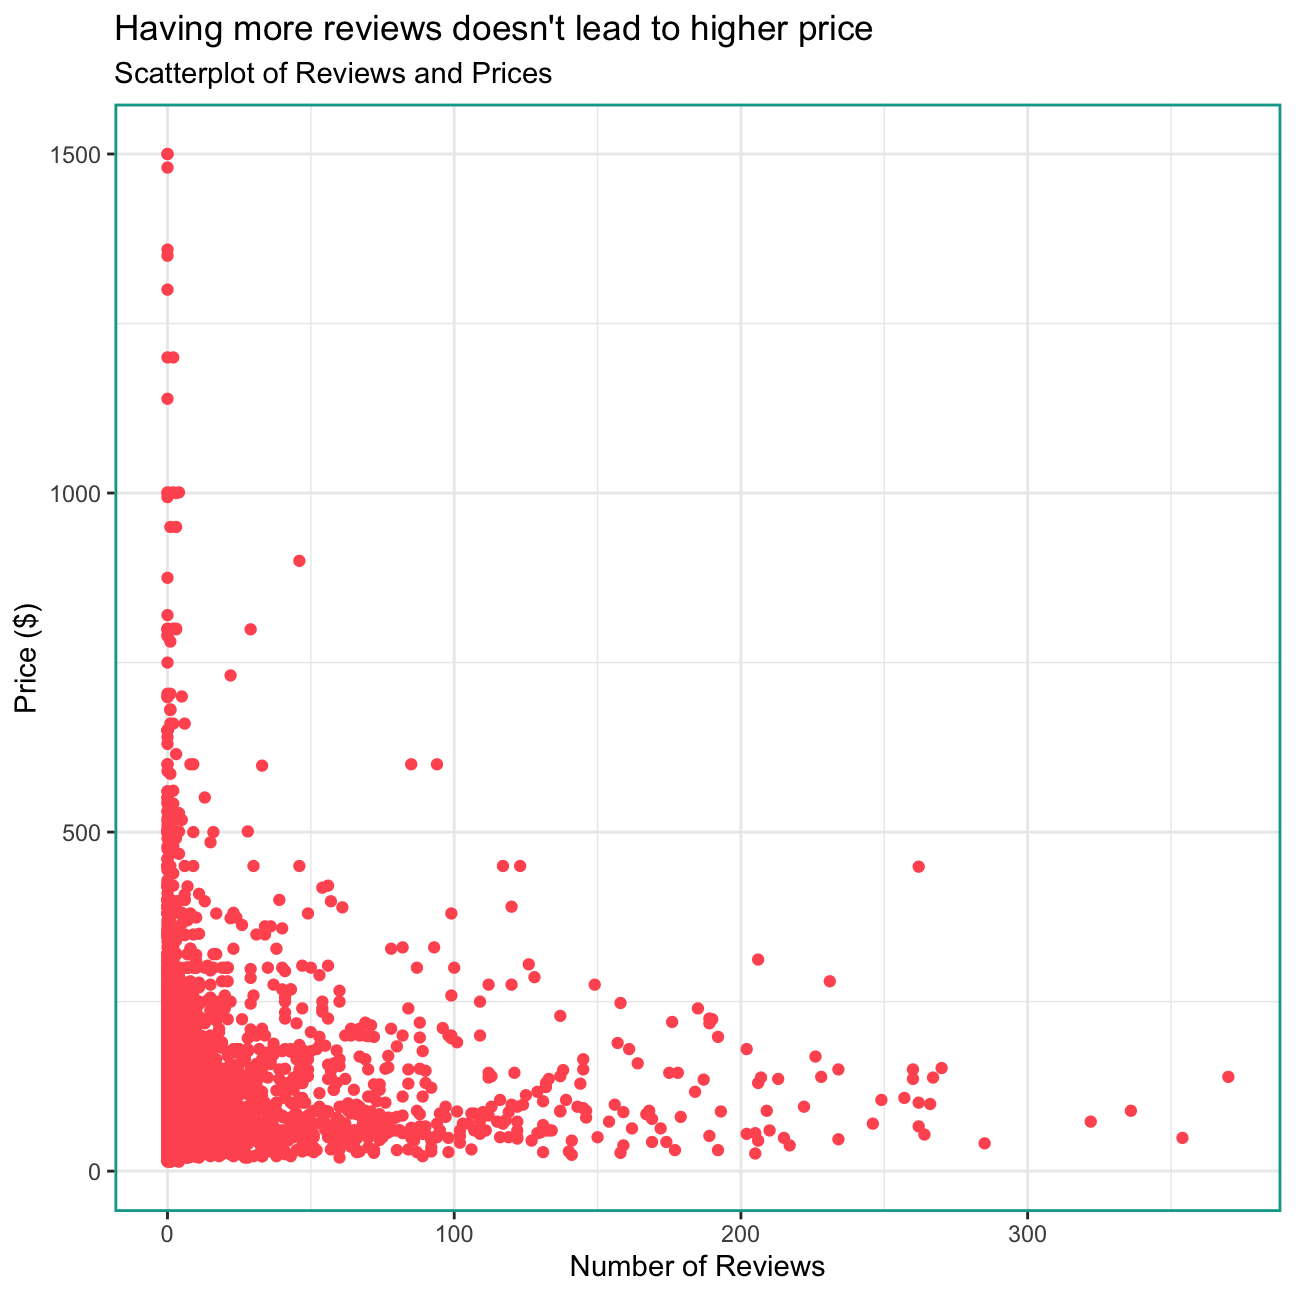 Having more reviews doesn't lead to higher price
Scatterplot of Reviews and Prices
1500
1000
500
0
Price ($)
0 100 200 300
Number of Reviews